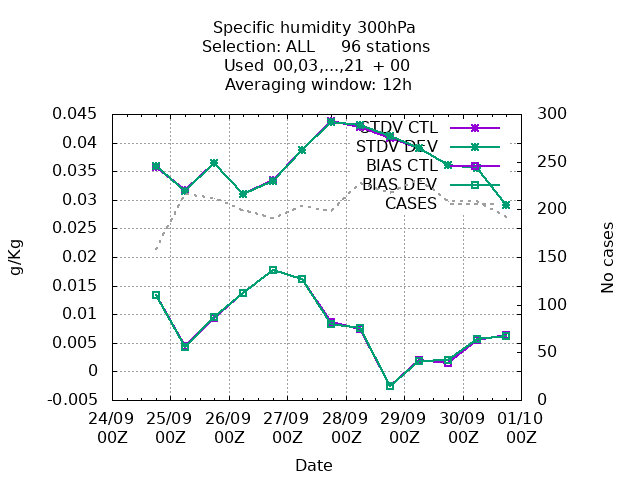 Specific humidity 300hPa
Selection: ALL 96 stations
Used 00,03,...,21 + 00
Averaging window: 12h
0.045
0.04
0.035
0.03
0.025
0.02
0.015
0.01
0.005
0
-0.005
300
250
200
150
100
50
0
STDV CTL
STDV DEV
BIAS CTL
BIAS DEV
CASES
g/Kg
No cases
24/09 25/09 26/09 27/09 28/09 29/09 30/09 01/10
00Z 00Z 00Z 00Z 00Z 00Z 00Z 00Z
Date